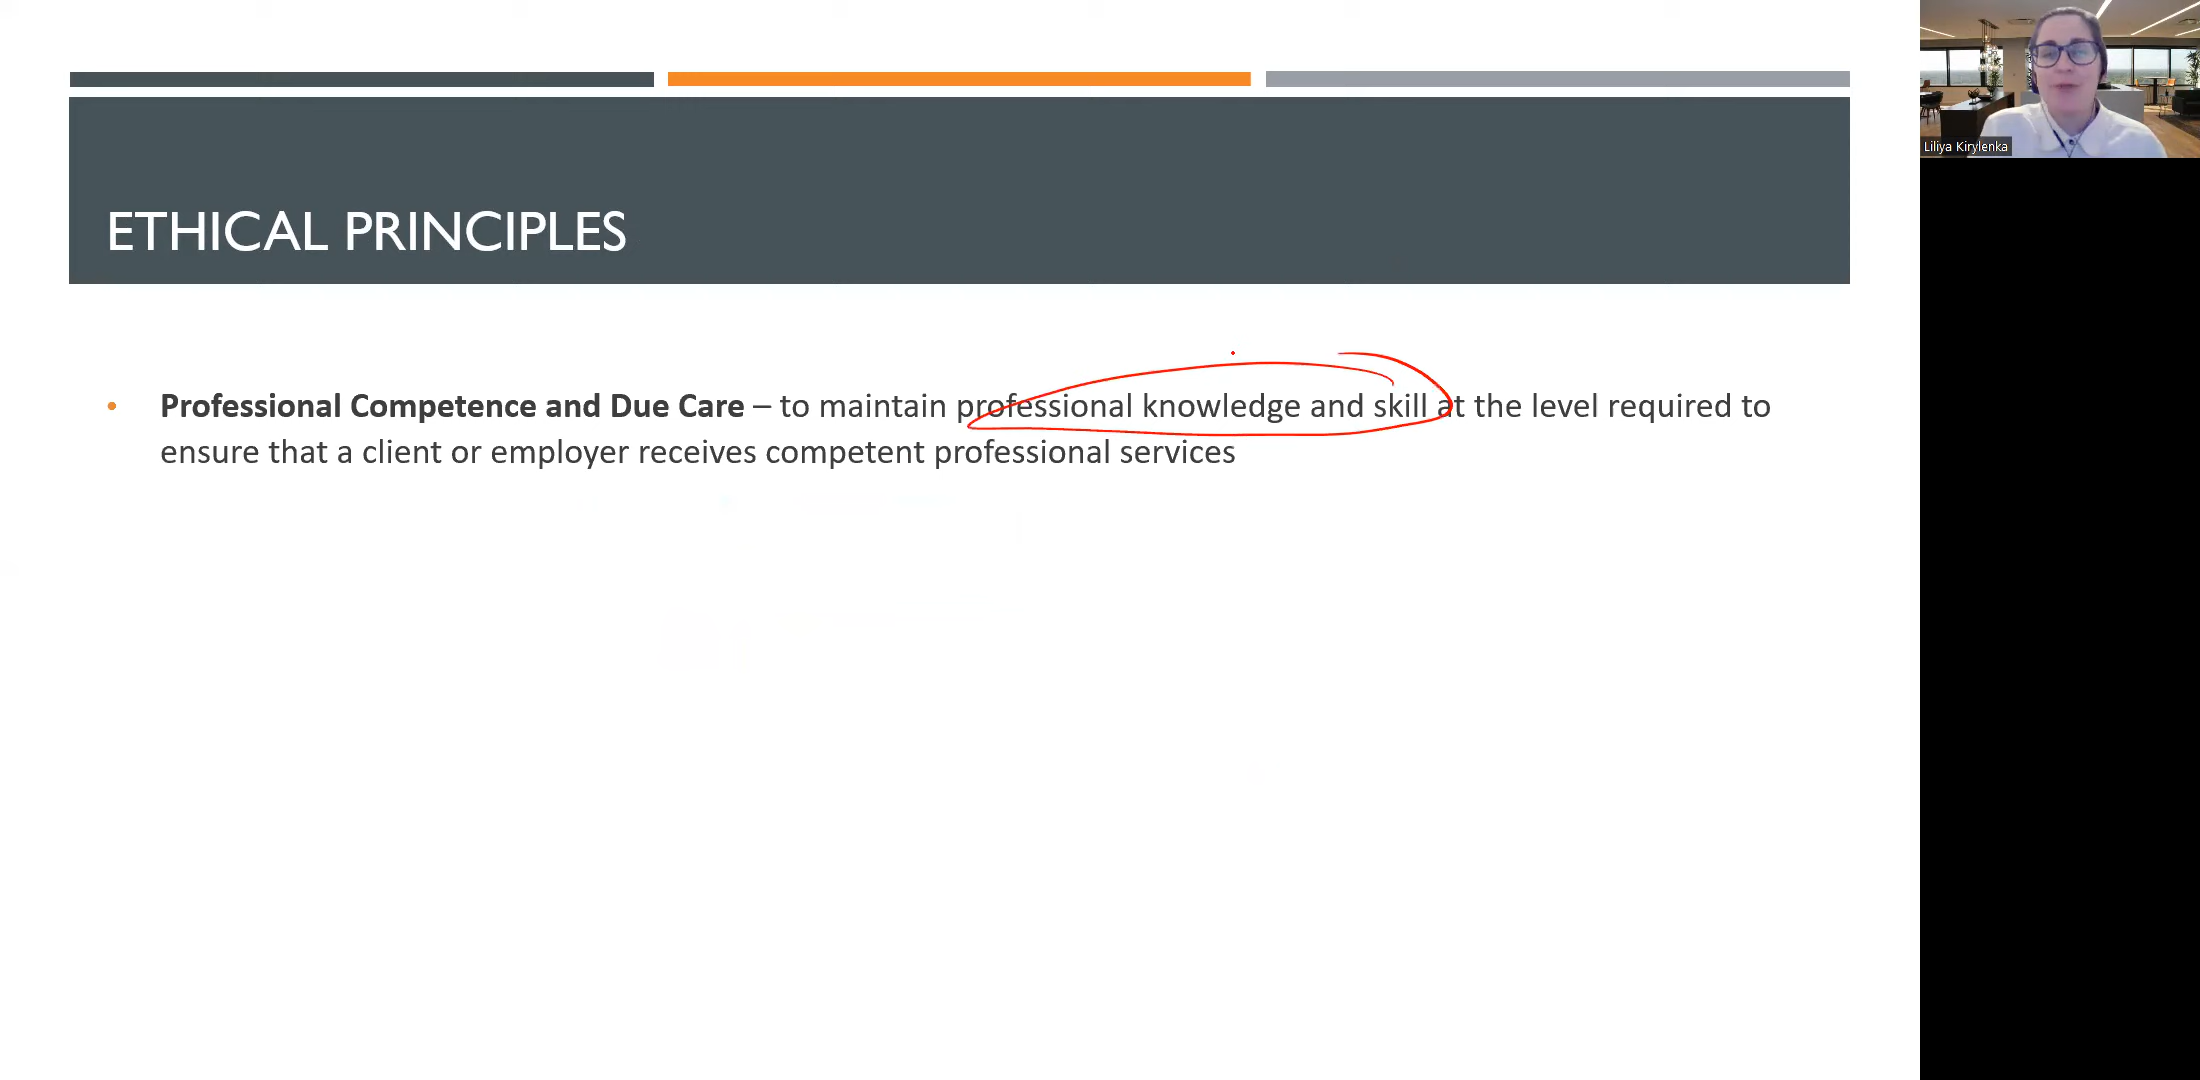 ETHICAL PRINCIPLES
• Professional Competence and Due Care – to maintain professional knowledge and skill at the level required to
ensure that a client or employer receives competent professional services
Liliya Kirylenka